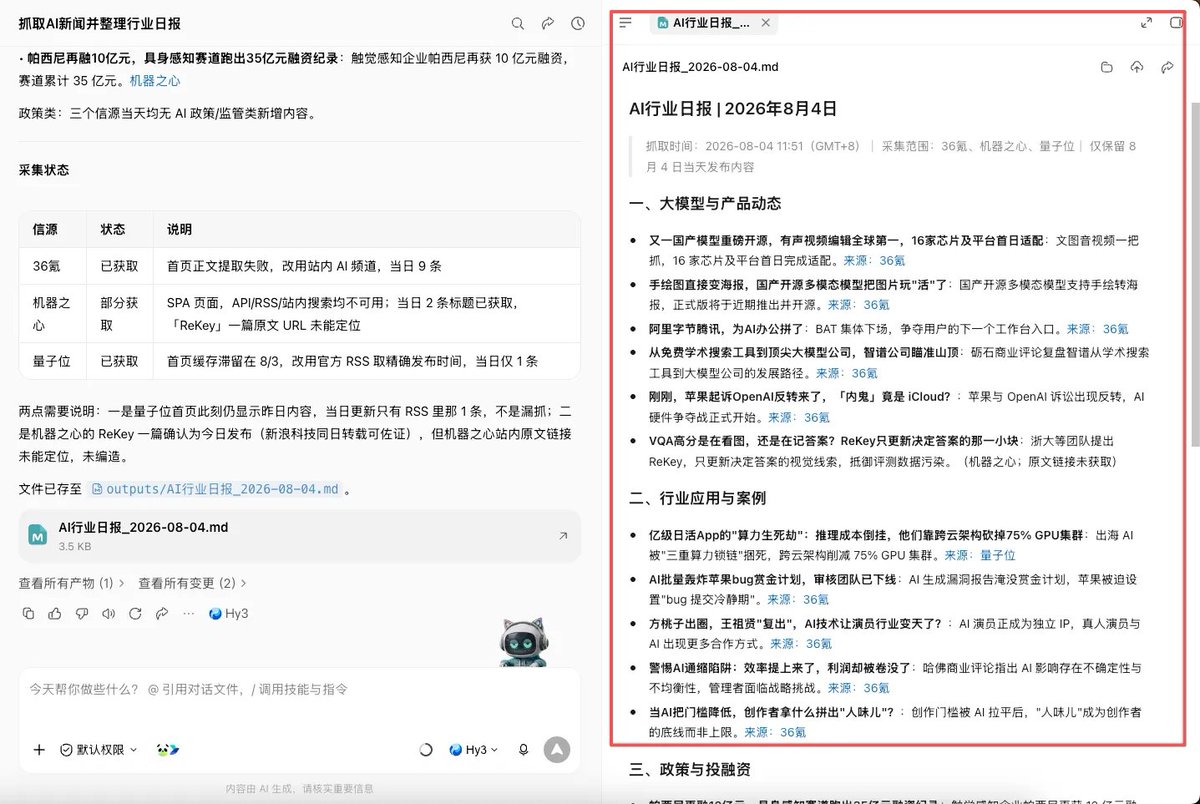 抓取AI新闻并整理行业日报
· 帕西尼再融10亿元，具身感知赛道跑出35亿元融资纪录：触觉感知企业帕西尼再获 10 亿元融资，
赛道累计 35 亿元。机器之心
政策类：三个信源当天均无 AI 政策/监管类新增内容。
采集状态
信源 状态 说明
36氪 已获取 首页正文提取失败，改用站内 AI 频道，当日 9 条
机器之心 部分获取 SPA 页面，API/RSS/站内搜索均不可用；当日 2 条标题已获取，
「ReKey」一篇原文 URL 未能定位
量子位 已获取 首页缓存滞留在 8/3，改用官方 RSS 取精确发布时间，当日仅 1 条
两点需要说明：一是量子位首页此刻仍显示昨日内容，当日更新只有 RSS 里那 1 条，不是漏抓；二
是机器之心的 ReKey 一篇确认为今日发布（新浪科技同日转载可佐证），但机器之心站内原文链接
未能定位，未编造。
文件已存至 outputs/AI行业日报_2026-08-04.md 。
AI行业日报_2026-08-04.md
3.5 KB
查看所有产物 (1) > 查看所有变更 (2) >
Hy3
今天帮你做些什么？ @ 引用对话文件，/ 调用技能与指令
默认权限
Hy3
内容由 AI 生成，请核实重要信息
AI行业日报_...
AI行业日报_2026-08-04.md
AI行业日报 | 2026年8月4日
抓取时间：2026-08-04 11:51（GMT+8） | 采集范围：36氪、机器之心、量子位 | 仅保留 8
月 4 日当天发布内容
一、大模型与产品动态
• 又一国产模型重磅开源，有声视频编辑全球第一，16家芯片及平台首日适配：文图音视频一把
抓，16 家芯片及平台首日完成适配。来源：36氪
• 手绘图直接变海报，国产开源多模态模型把图片玩"活"了：国产开源多模态模型支持手绘转海
报，正式版将于近期推出并开源。来源：36氪
• 阿里字节腾讯，为AI办公拼了：BAT 集体下场，争夺用户的下一个工作台入口。来源：36氪
• 从免费学术搜索工具到顶尖大模型公司，智谱公司瞄准山顶：砺石商业评论复盘智谱从学术搜索
工具到大模型公司的发展路径。来源：36氪
• 刚刚，苹果起诉OpenAI反转来了，「内鬼」竟是 iCloud？：苹果与 OpenAI 诉讼出现反转，AI
硬件争夺战正式开始。来源：36氪
• VQA高分是在看图，还是在记答案？ReKey只更新决定答案的那一小块：浙大等团队提出
ReKey，只更新决定答案的视觉线索，抵御评测数据污染。（机器之心；原文链接未获取）
二、行业应用与案例
• 亿级日活App的"算力生死劫"：推理成本倒挂，他们靠跨云架构砍掉75% GPU集群：出海 AI
被"三重算力锁链"捆死，跨云架构削减 75% GPU 集群。来源：量子位
• AI批量轰炸苹果bug赏金计划，审核团队已下线：AI 生成漏洞报告淹没赏金计划，苹果被迫设
置"bug 提交冷静期"。来源：36氪
• 方桃子出圈，王祖贤"复出"，AI技术让演员行业变天了？：AI 演员正成为独立 IP，真人演员与
AI 出现更多合作方式。来源：36氪
• 警惕AI通缩陷阱：效率提上来了，利润却被卷没了：哈佛商业评论指出 AI 影响存在不确定性与
不均衡性，管理者面临战略挑战。来源：36氪
• 当AI把门槛降低，创作者拿什么拼出"人味儿"？：创作门槛被 AI 拉平后，"人味儿"成为创作者
的底线而非上限。来源：36氪
三、政策与投融资